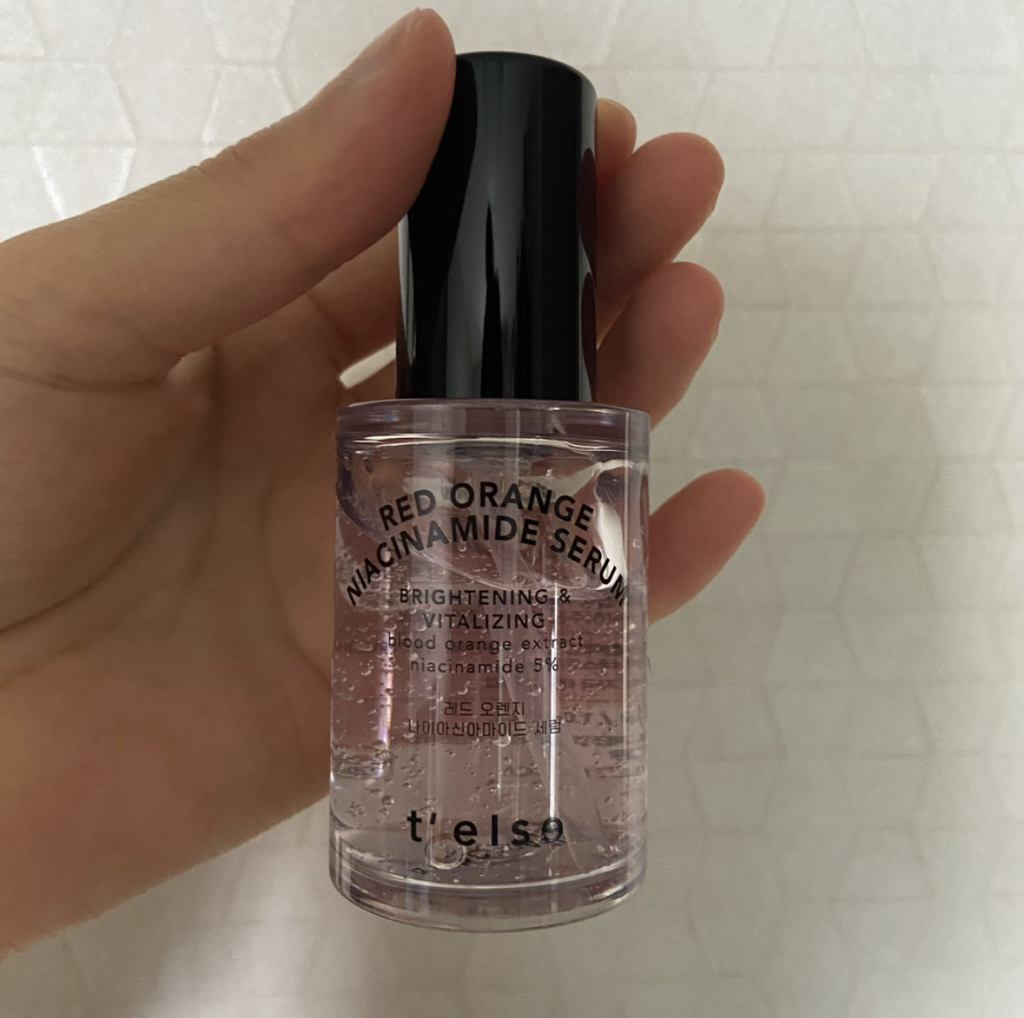 RED ORANGE
NIACINAMIDE SERUM
BRIGHTENING &
VITALIZING
blood orange extract
niacinamide 5%
레드 오렌지
나이아신아마이드 세럼
t' else